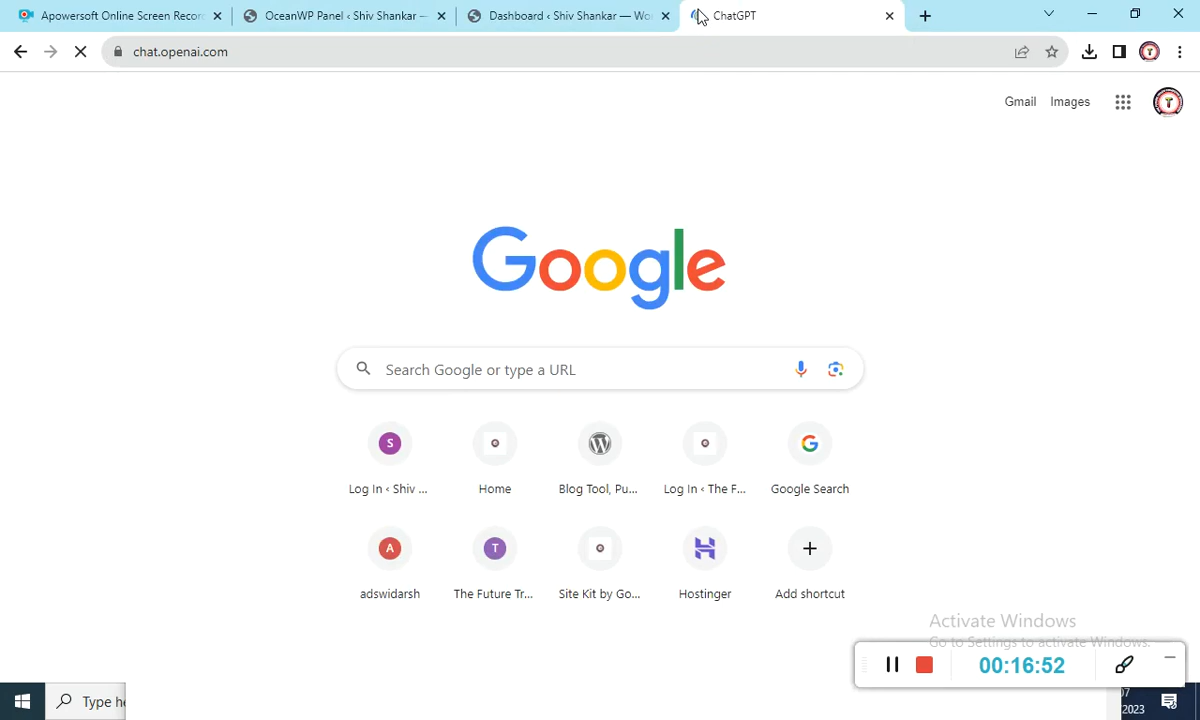 Apowersoft Online Screen Recor
OceanWP Panel ‹ Shiv Shankar —
Dashboard ‹ Shiv Shankar — Wo
ChatGPT
chat.openai.com
T
Gmail Images
T
Google
Search Google or type a URL
S
Log In ‹ Shiv ...
Home
Blog Tool, Pu...
Log In ‹ The F...
Google Search
A
T
adswidarsh
The Future Tr...
Site Kit by Go...
Hostinger
Add shortcut
Activate Windows
Go to Settings to activate Windows.
00:16:52
Type he
07
2023